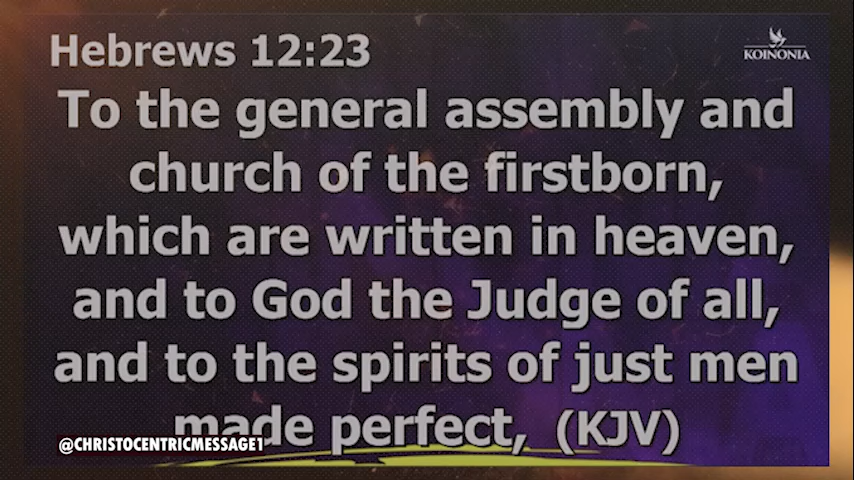 Hebrews 12:23
KOINONIA
To the general assembly and
church of the firstborn,
which are written in heaven,
and to God the Judge of all,
and to the spirits of just men
made perfect, (KJV)
@CHRISTOCENTRICMESSAGE1